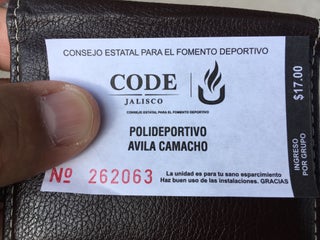 CONSEJO ESTATAL PARA EL FOMENTO DEPORTIVO
CODE
JALISCO
CONSEJO ESTATAL PARA EL FOMENTO DEPORTIVO
POLIDEPORTIVO
AVILA CAMACHO
Nº 262063
La unidad es para tu sano esparcimiento
Haz buen uso de las instalaciones. GRACIAS
$17.00
INGRESO
POR GRUPO